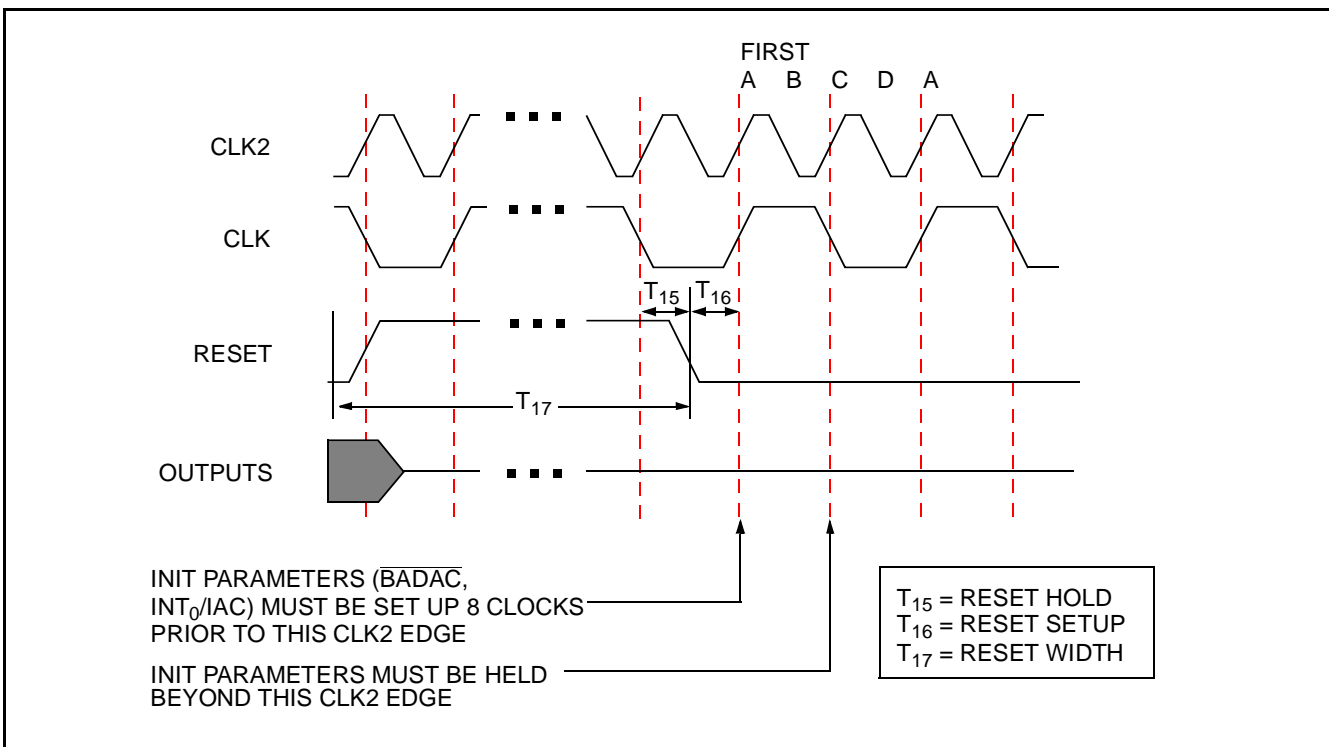 FIRST
A B C D A
CLK2
CLK
T15 T16
RESET
T17
OUTPUTS
INIT PARAMETERS (BADAC,
INT0/IAC) MUST BE SET UP 8 CLOCKS
PRIOR TO THIS CLK2 EDGE
INIT PARAMETERS MUST BE HELD
BEYOND THIS CLK2 EDGE
T15 = RESET HOLD
T16 = RESET SETUP
T17 = RESET WIDTH